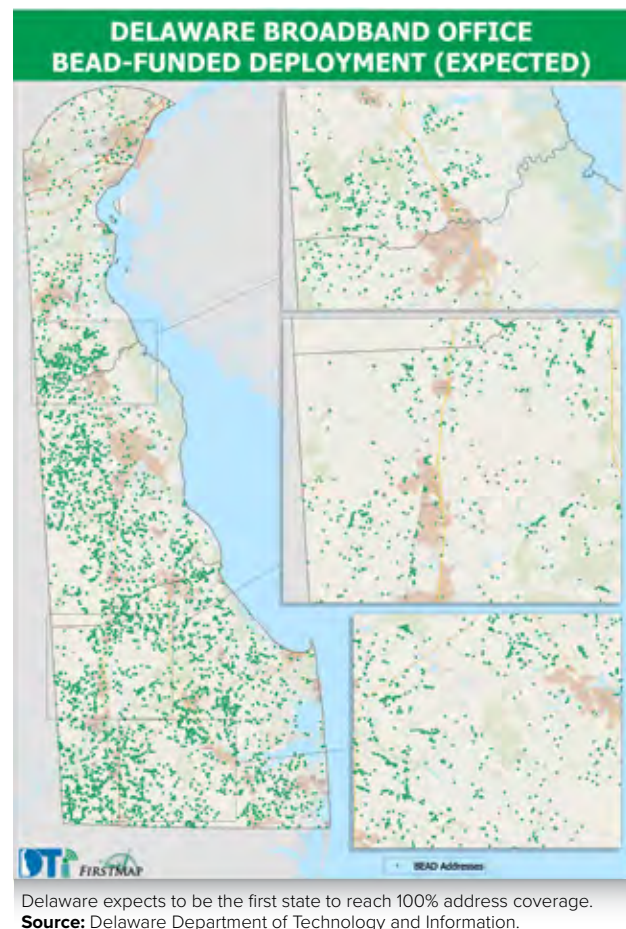 DELAWARE BROADBAND OFFICE
BEAD-FUNDED DEPLOYMENT (EXPECTED)
BEAD Addresses
DTi FIRSTMAP
Delaware expects to be the first state to reach 100% address coverage.
Source: Delaware Department of Technology and Information.